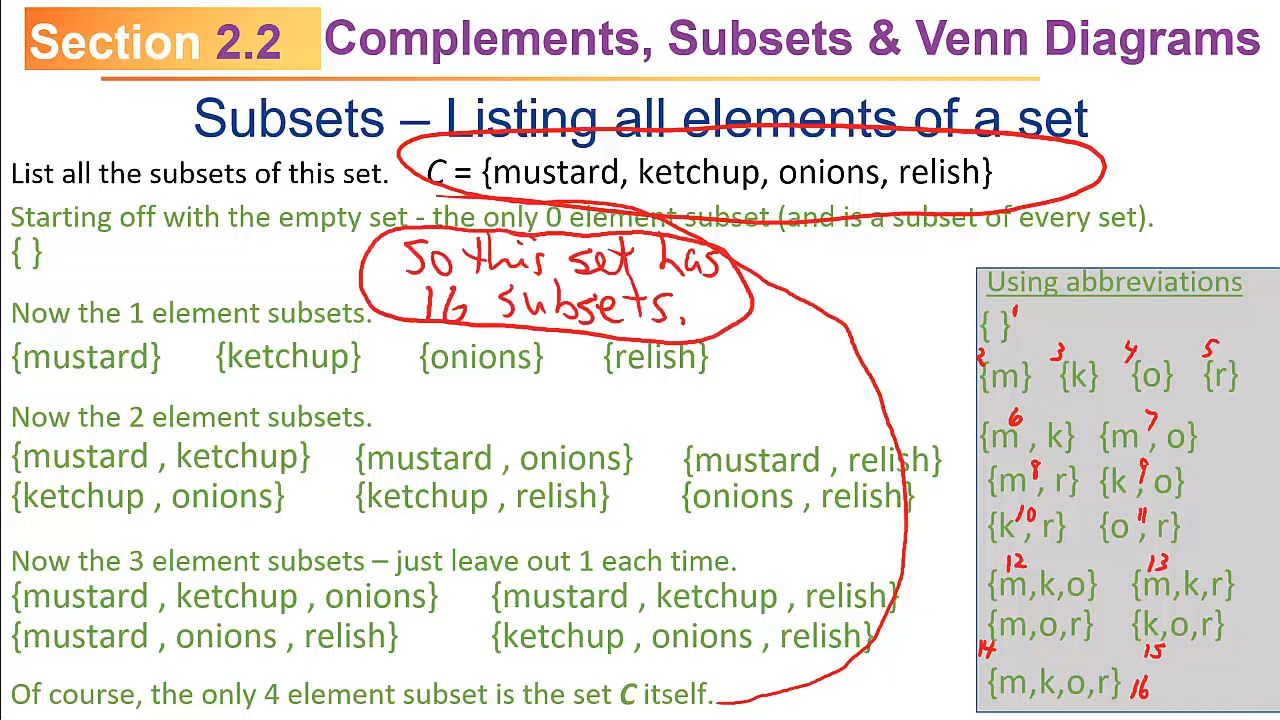 Section 2.2 Complements, Subsets & Venn Diagrams
Subsets – Listing all elements of a set
List all the subsets of this set. C = {mustard, ketchup, onions, relish}
Starting off with the empty set - the only 0 element subset (and is a subset of every set).
{ }
So this set has
16 subsets.
Now the 1 element subsets.
{mustard} {ketchup} {onions} {relish}
Now the 2 element subsets.
{mustard , ketchup} {mustard , onions} {mustard , relish}
{ketchup , onions} {ketchup , relish} {onions , relish}
Now the 3 element subsets – just leave out 1 each time.
{mustard , ketchup , onions} {mustard , ketchup , relish}
{mustard , onions , relish} {ketchup , onions , relish}
Of course, the only 4 element subset is the set C itself.
Using abbreviations
{ } 1
2 3 4 5
{m} {k} {o} {r}
6 7
{m , k} {m , o}
8 9
{m , r} {k , o}
10 11
{k , r} {o , r}
12 13
{m,k,o} {m,k,r}
{m,o,r} {k,o,r}
14 15
{m,k,o,r} 16